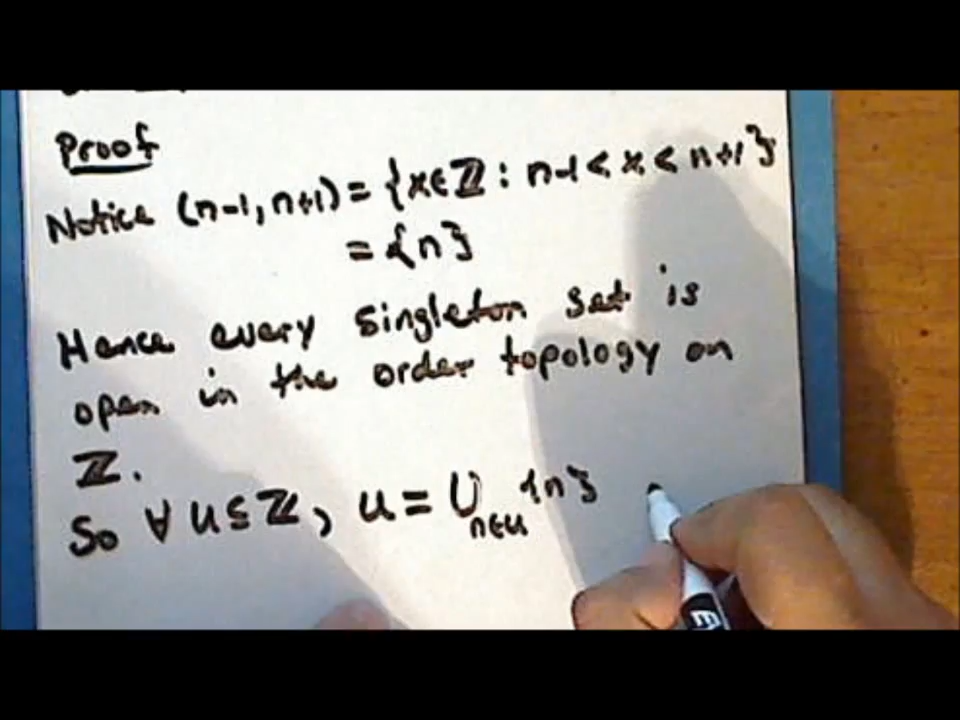 Proof
Notice (n-1, n+1) = {x∈ℤ : n-1 < x < n+1}
= {n}
Hence every singleton set is
open in the order topology on
ℤ.
So ∀ U ⊆ ℤ, U = ∪ {n}
n∈U